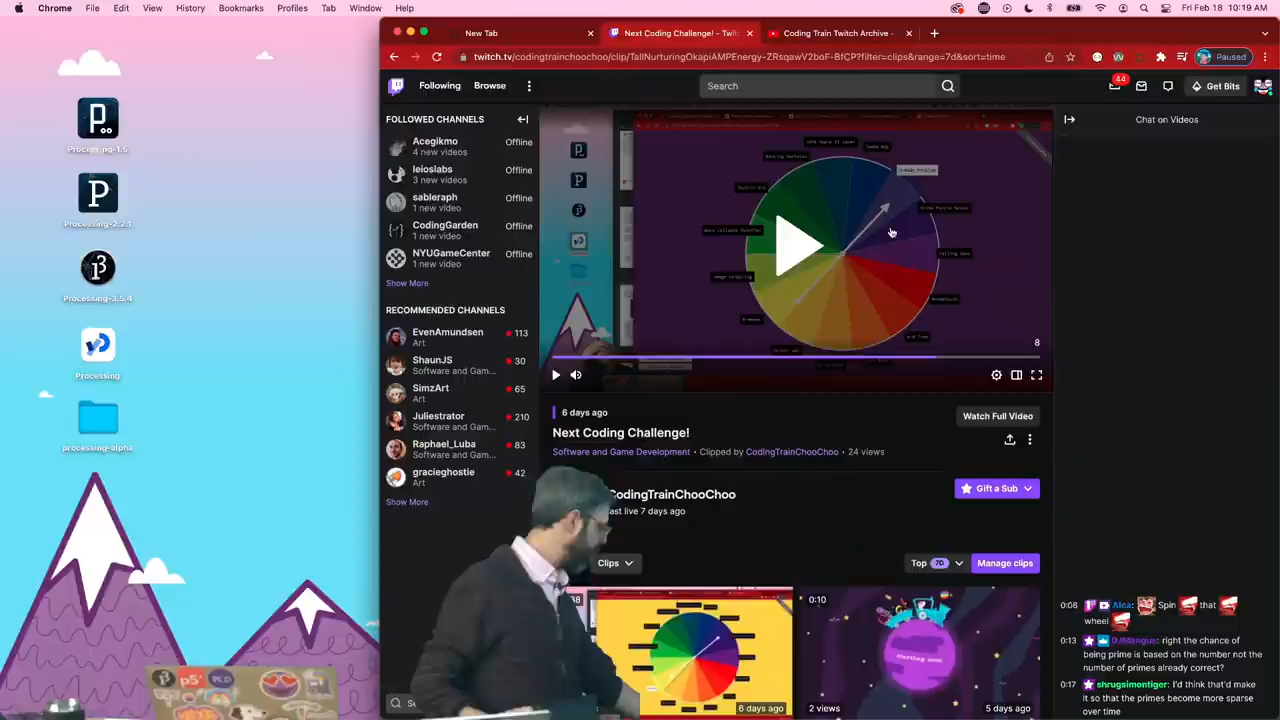 Chrome File Edit View History Bookmarks Profiles Tab Window Help
Fri Feb 18 10:19 AM
New Tab
Next Coding Challenge! - Twit
Coding Train Twitch Archive -
twitch.tv/codingtrainchoochoo/clip/TallNurturingOkapiAMPEnergy-ZRsqawV2boF-BfCP?filter=clips&range=7d&sort=time
Paused
Following
Browse
Search
44
Get Bits
Processing-1.5
Processing-2.2.1
Processing-3.5.4
Processing
processing-alpha
FOLLOWED CHANNELS
Acegikmo Offline
4 new videos
leioslabs Offline
3 new videos
sableraph Offline
1 new video
CodingGarden Offline
1 new video
NYUGameCenter Offline
1 new video
Show More
RECOMMENDED CHANNELS
EvenAmundsen 113
Art
ShaunJS 30
Software and Gam...
SimzArt 65
Art
Juliestrator 210
Software and Gam...
Raphael_Luba 83
Software and Gam...
gracieghostie 42
Art
Show More
8
6 days ago
Watch Full Video
Next Coding Challenge!
Software and Game Development • Clipped by CodingTrainChooChoo • 24 views
CodingTrainChooChoo
ast live 7 days ago
Gift a Sub
Clips
Top 7D
Manage clips
38
6 days ago
0:10
starting soon
2 views
5 days ago
Chat on Videos
0:06 Alca: Spin that
wheel
0:13 DJMangus: right the chance of
being prime is based on the number not the
number of primes already correct?
0:17 shrugsimontiger: I'd think that'd make
it so that the primes become more sparse
over time